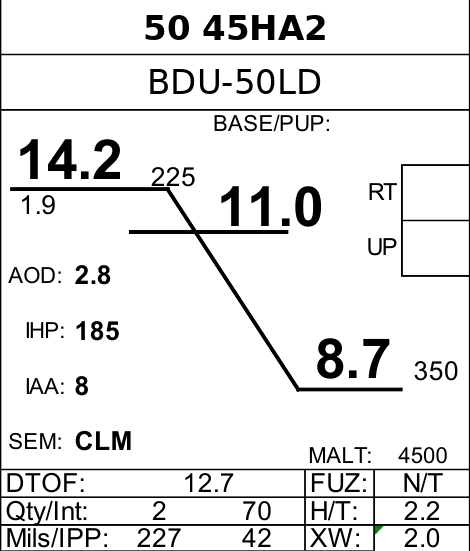 50 45HA2
BDU-50LD
BASE/PUP:
14.2
225
1.9
11.0
RT
UP
AOD: 2.8
IHP: 185
IAA: 8
8.7 350
SEM: CLM
MALT: 4500
DTOF: 12.7 FUZ: N/T
Qty/Int: 2 70 H/T: 2.2
Mils/IPP: 227 42 XW: 2.0